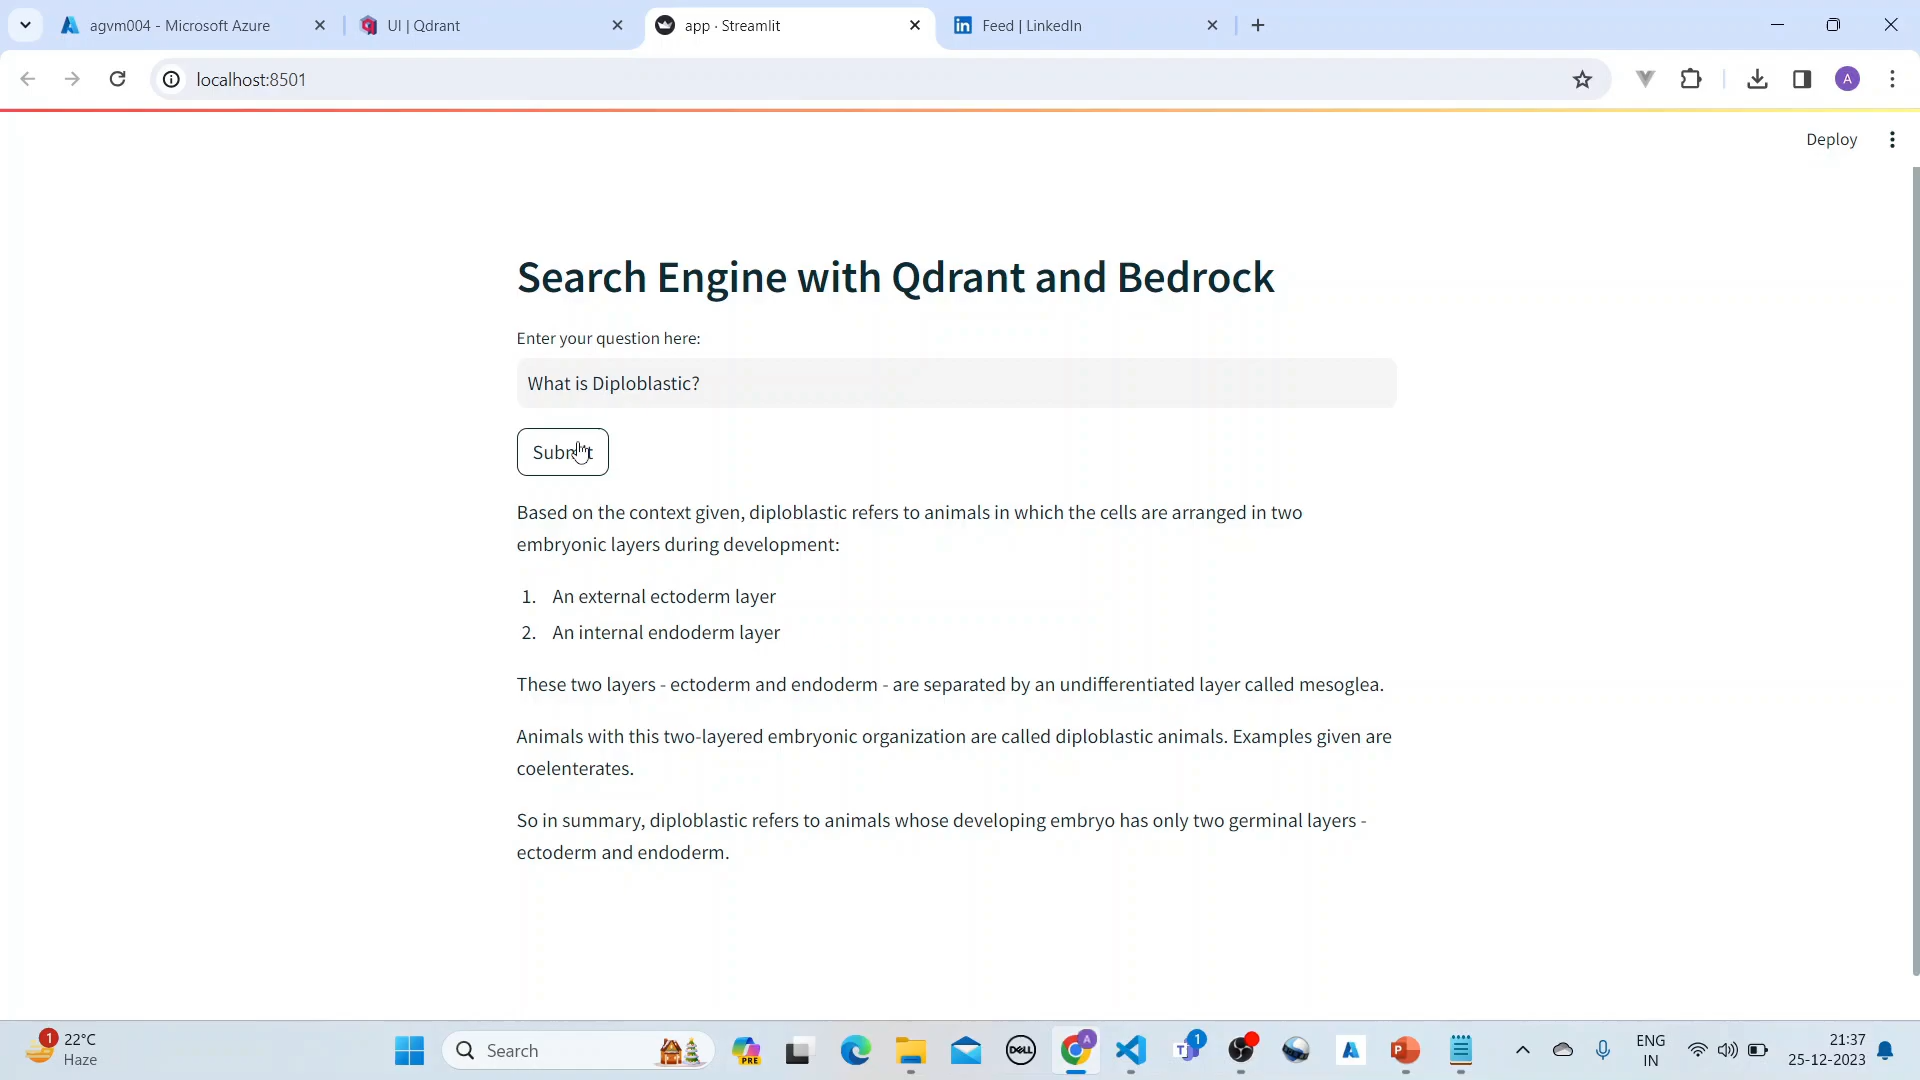 agvm004 - Microsoft Azure
UI | Qdrant
app · Streamlit
Feed | LinkedIn
localhost:8501
A
Deploy
Search Engine with Qdrant and Bedrock
Enter your question here:
What is Diploblastic?
Submit
Based on the context given, diploblastic refers to animals in which the cells are arranged in two
embryonic layers during development:
1. An external ectoderm layer
2. An internal endoderm layer
These two layers - ectoderm and endoderm - are separated by an undifferentiated layer called mesoglea.
Animals with this two-layered embryonic organization are called diploblastic animals. Examples given are
coelenterates.
So in summary, diploblastic refers to animals whose developing embryo has only two germinal layers -
ectoderm and endoderm.
1
22°C
Haze
Search
PRE
DELL
A
1
ENG
IN
21:37
25-12-2023